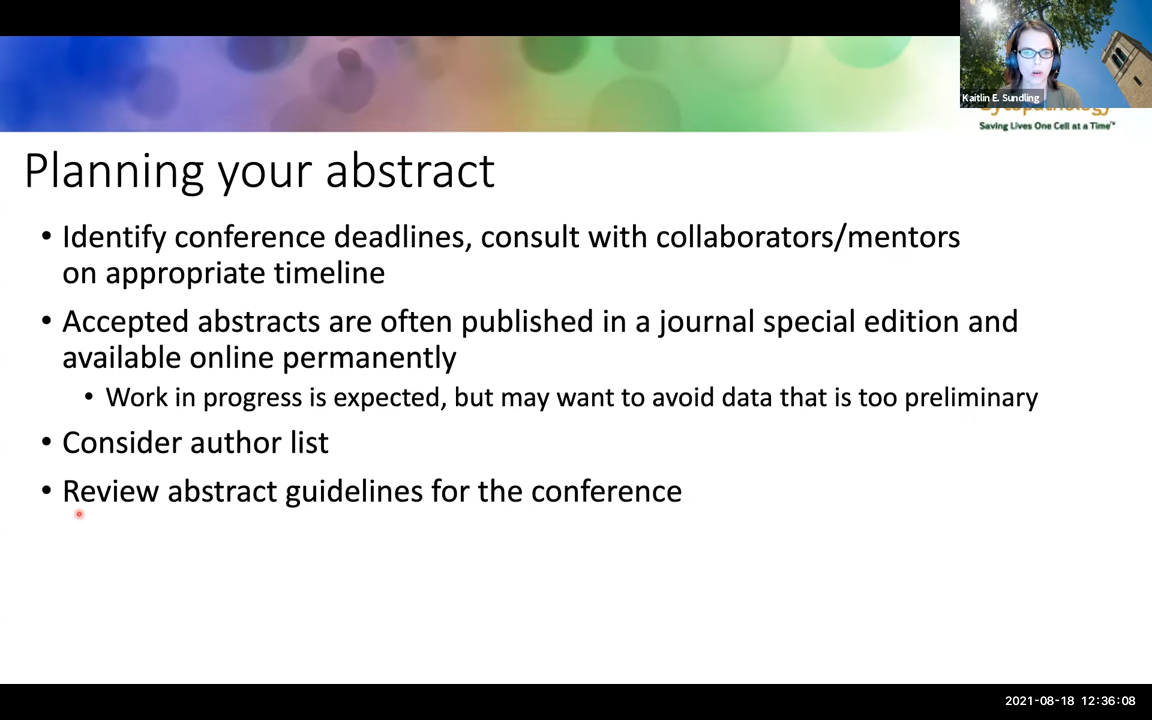 Kaitlin E. Sundling
Cytopathology
Saving Lives One Cell at a Time™
Planning your abstract
• Identify conference deadlines, consult with collaborators/mentors
on appropriate timeline
• Accepted abstracts are often published in a journal special edition and
available online permanently
• Work in progress is expected, but may want to avoid data that is too preliminary
• Consider author list
• Review abstract guidelines for the conference
2021-08-18 12:36:08